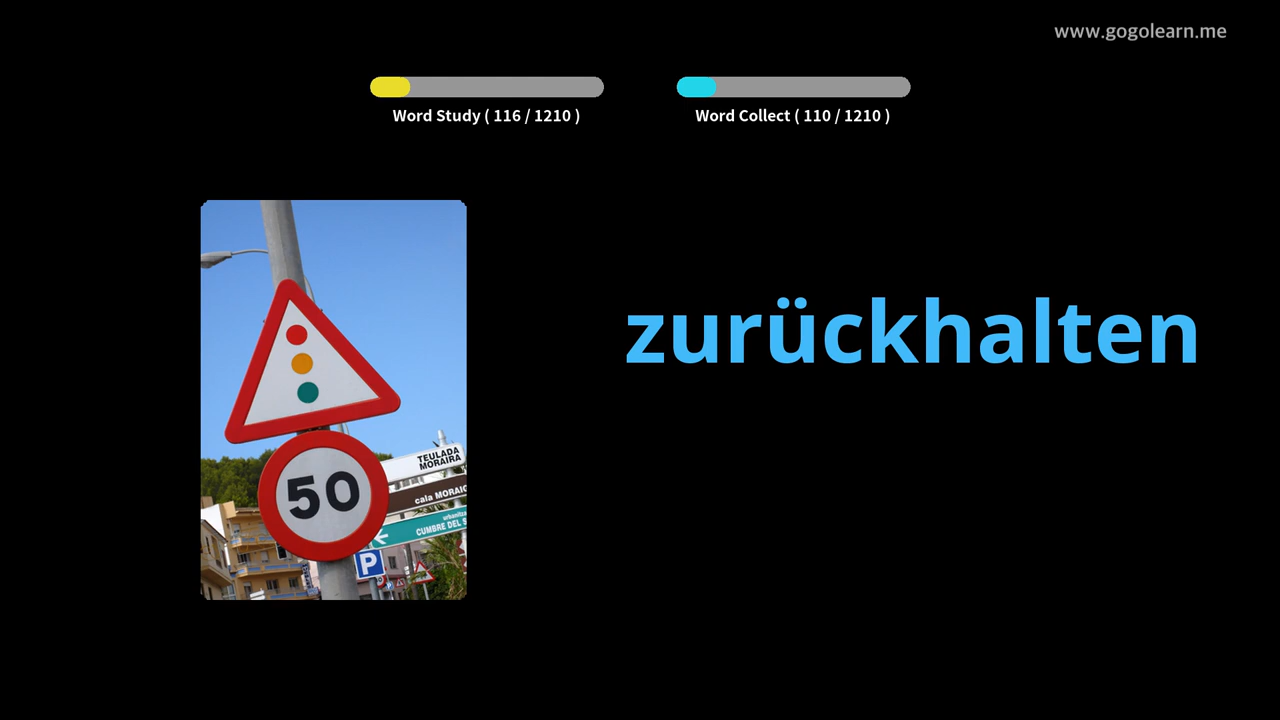 www.gogolearn.me
Word Study ( 116 / 1210 )
Word Collect ( 110 / 1210 )
zurückhalten
50
TEULADA
MORAIRA
cala MORAIG
urbanitza
CUMBRE DEL S
P